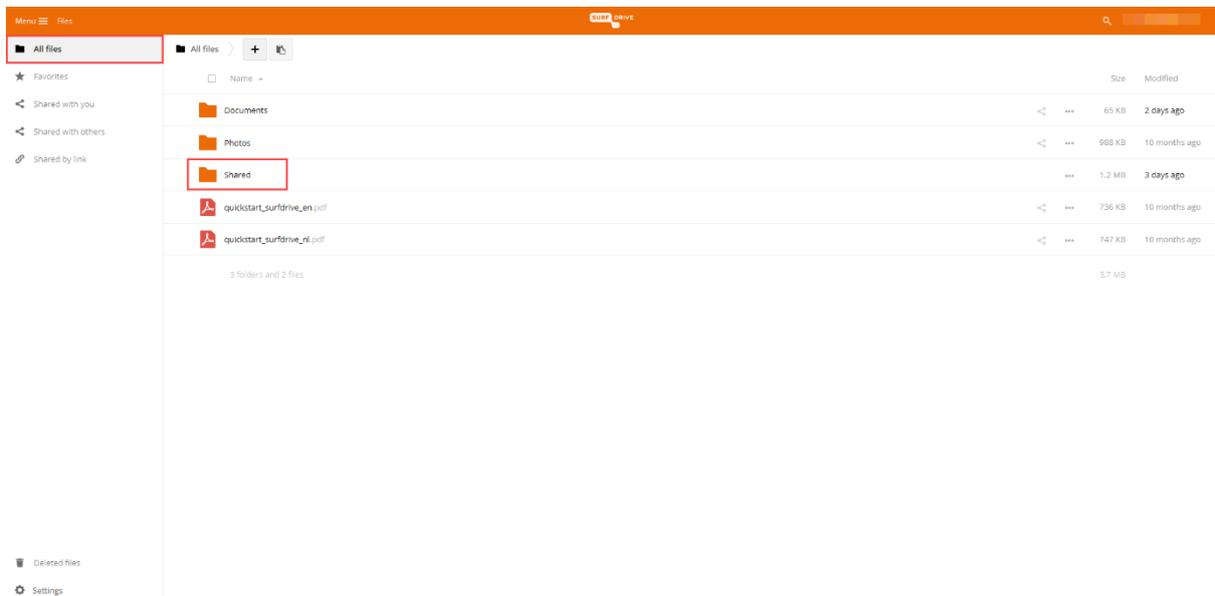 Menu Files
SURF DRIVE
All files
Favorites
Shared with you
Shared with others
Shared by link
Deleted files
Settings
All files
Name Size Modified
Documents 65 KB 2 days ago
Photos 988 KB 10 months ago
Shared 1.2 MB 3 days ago
quickstart_surfdrive_en.pdf 736 KB 10 months ago
quickstart_surfdrive_nl.pdf 747 KB 10 months ago
3 folders and 2 files 3.7 MB